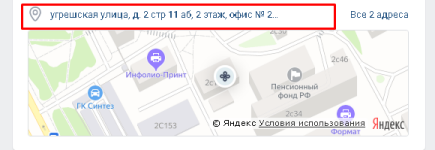 угрешская улица, д. 2 стр 11 аб, 2 этаж, офис № 2...
Все 2 адреса
2с46
Инфолио-Принт
Пенсионный
фонд РФ
ГК Синтез
2С153
2с34
Формат
© Яндекс Условия использования Яндекс